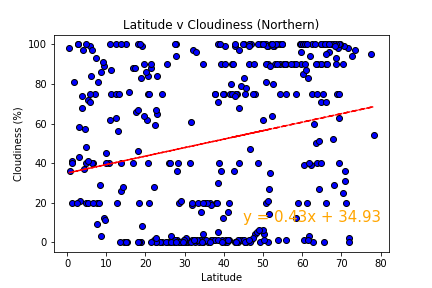 Latitude v Cloudiness (Northern)
100
80
60
40
20
0
Cloudiness (%)
y = 0.43x + 34.93
0 10 20 30 40 50 60 70 80
Latitude